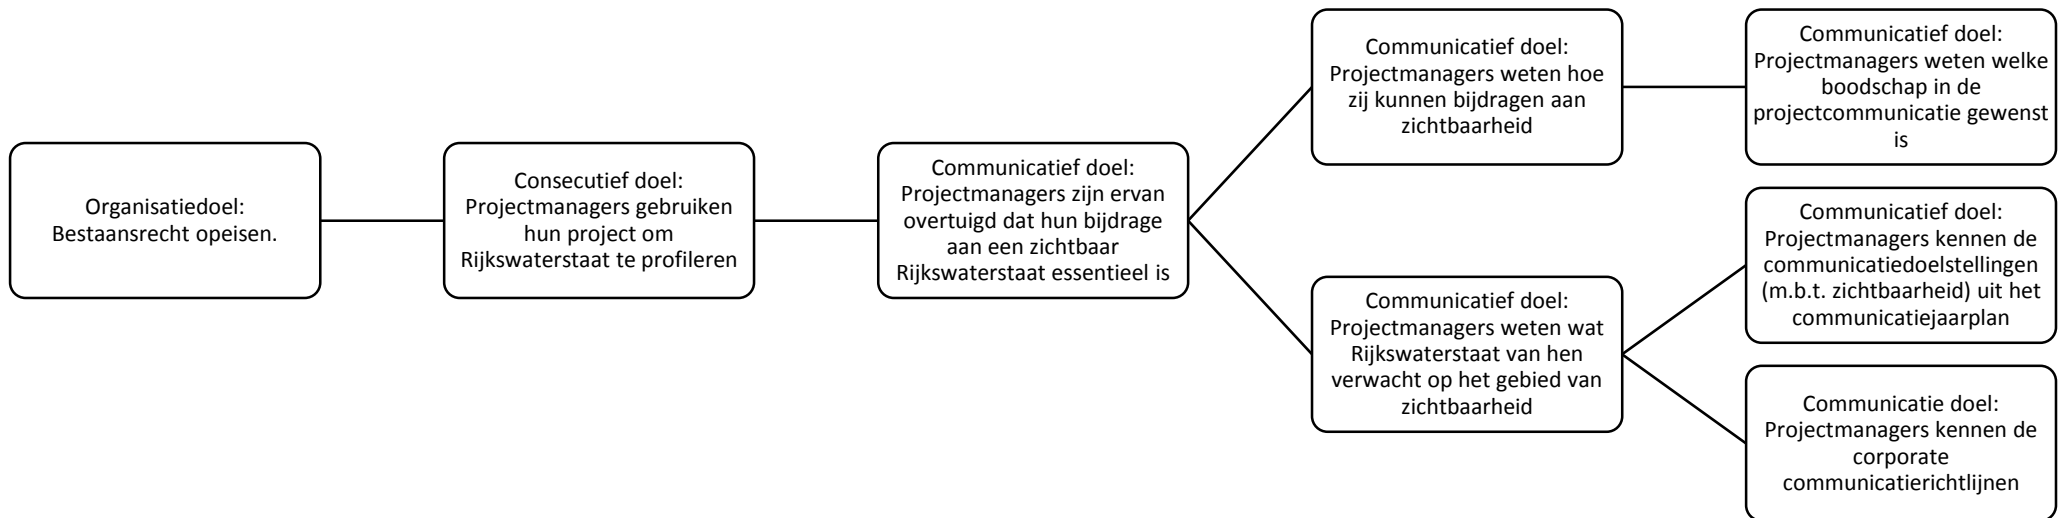 Organisatiedoel:
Bestaansrecht opeisen.
Consecutief doel:
Projectmanagers gebruiken
hun project om
Rijkswaterstaat te profileren
Communicatief doel:
Projectmanagers zijn ervan
overtuigd dat hun bijdrage
aan een zichtbaar
Rijkswaterstaat essentieel is
Communicatief doel:
Projectmanagers weten hoe
zij kunnen bijdragen aan
zichtbaarheid
Communicatief doel:
Projectmanagers weten welke
boodschap in de
projectcommunicatie gewenst
is
Communicatief doel:
Projectmanagers weten wat
Rijkswaterstaat van hen
verwacht op het gebied van
zichtbaarheid
Communicatief doel:
Projectmanagers kennen de
communicatiedoelstellingen
(m.b.t. zichtbaarheid) uit het
communicatiejaarplan
Communicatie doel:
Projectmanagers kennen de
corporate
communicatierichtlijnen